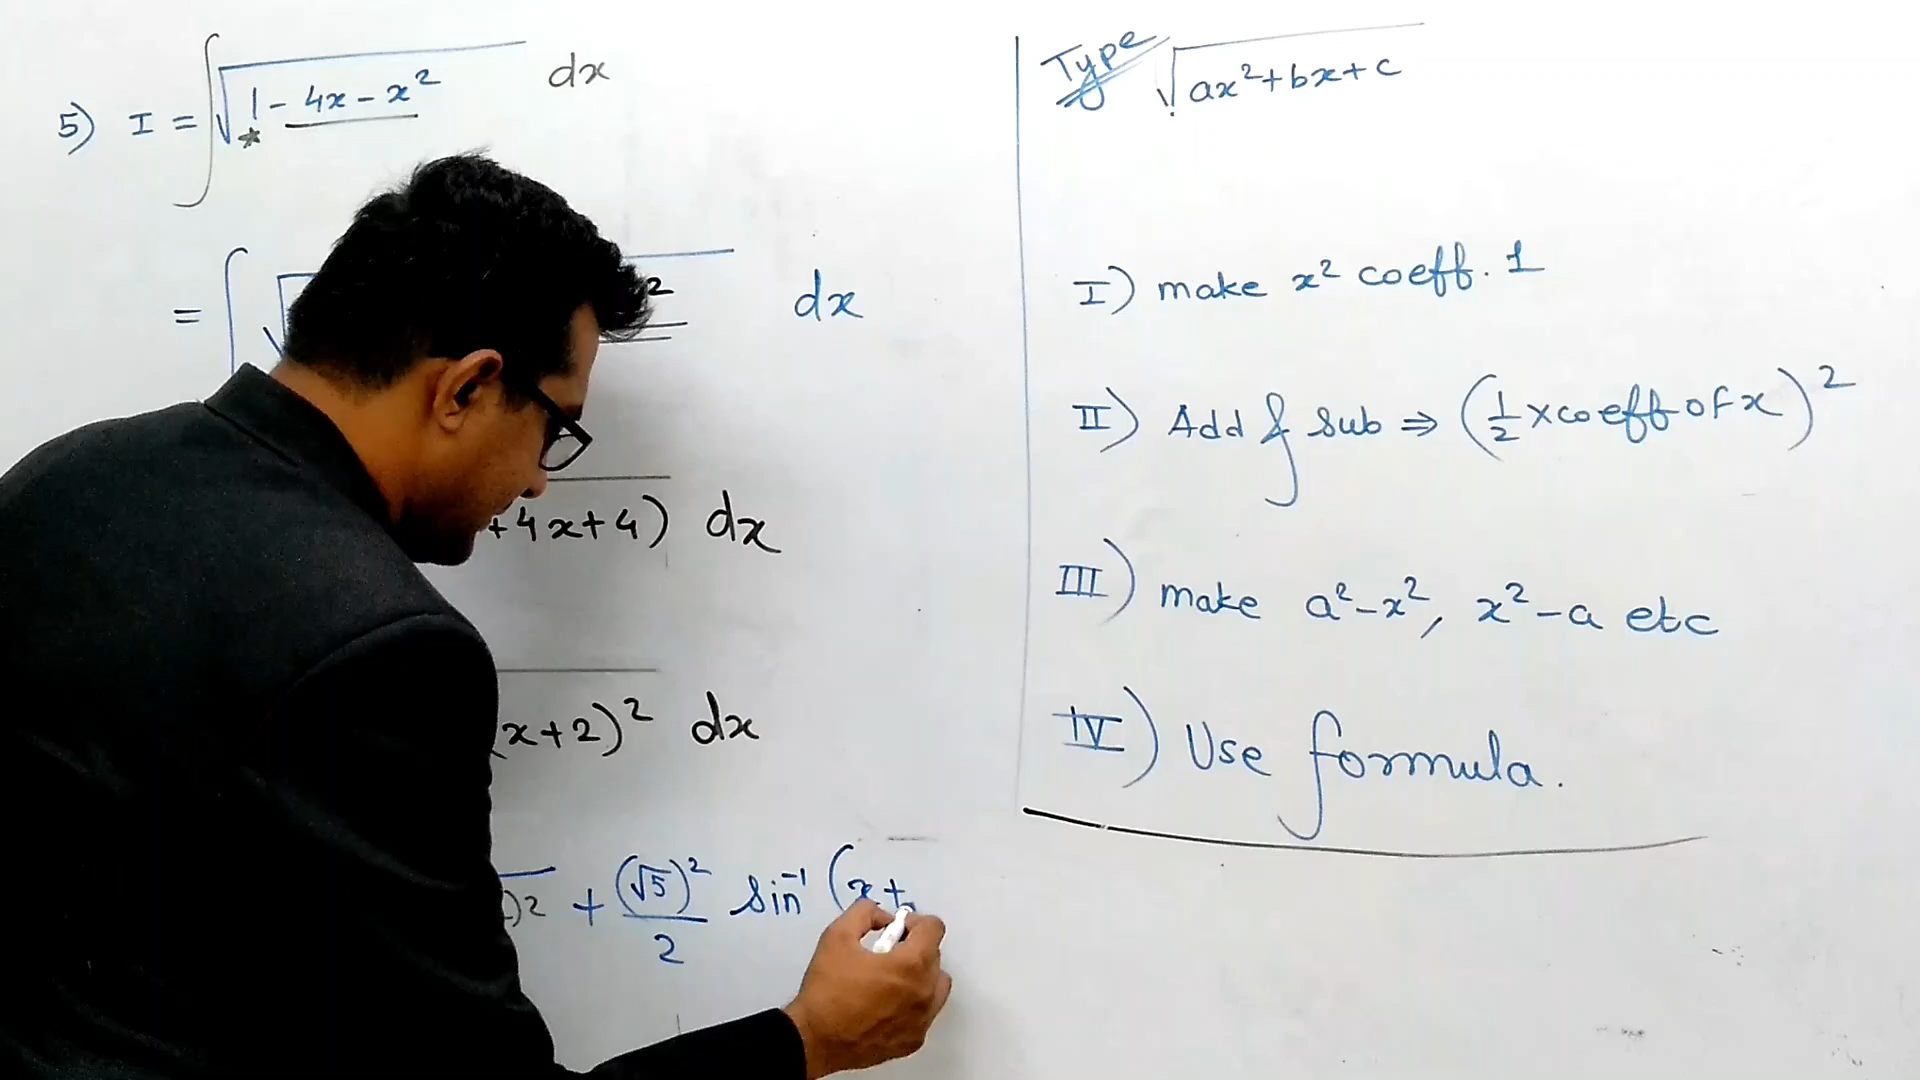 5) I = ∫√1 - 4x - x² dx
= ∫√ ² dx
+4x+4) dx
(x+2)² dx
)2 + (√5)²/2 sin⁻¹ (x+
Type √ax²+bx+c
I) make x² coeff. 1
II) Add & sub ⇒ (1/2 x coeff of x)²
III) make a²-x², x²-a etc
IV) Use formula.